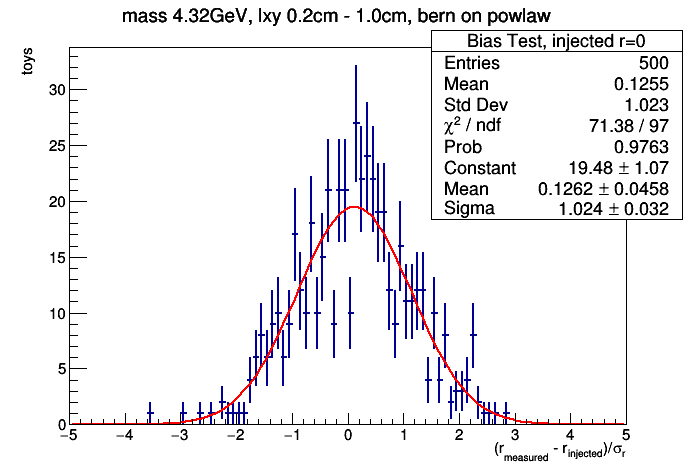 mass 4.32GeV, lxy 0.2cm - 1.0cm, bern on powlaw
Bias Test, injected r=0
Entries 500
Mean 0.1255
Std Dev 1.023
χ² / ndf 71.38 / 97
Prob 0.9763
Constant 19.48 ± 1.07
Mean 0.1262 ± 0.0458
Sigma 1.024 ± 0.032
toys
30
25
20
15
10
5
0
−5 −4 −3 −2 −1 0 1 2 3 4 5
(r_measured - r_injected)/σ_r